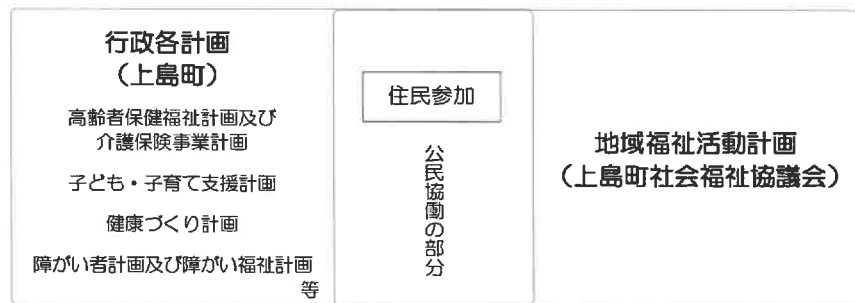 行政各計画
（上島町）
高齢者保健福祉計画及び
介護保険事業計画
子ども・子育て支援計画
健康づくり計画
障がい者計画及び障がい福祉計画
等
住民参加
公民協働の部分
地域福祉活動計画
（上島町社会福祉協議会）